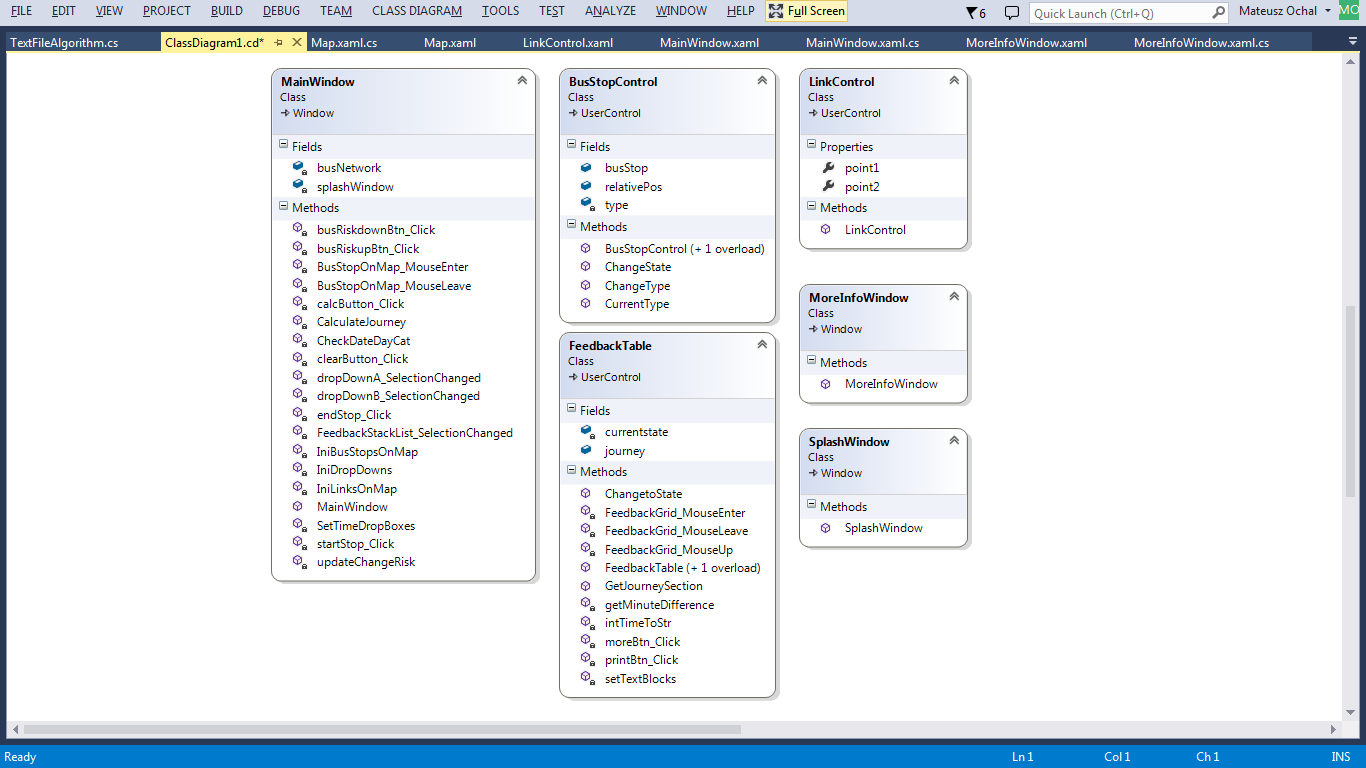 FILE EDIT VIEW PROJECT BUILD DEBUG TEAM CLASS DIAGRAM TOOLS TEST ANALYZE WINDOW HELP Full Screen 6 Quick Launch (Ctrl+Q) Mateusz Ochal MO
TextFileAlgorithm.cs ClassDiagram1.cd* Map.xaml.cs Map.xaml LinkControl.xaml MainWindow.xaml MainWindow.xaml.cs MoreInfoWindow.xaml MoreInfoWindow.xaml.cs
MainWindow
Class
Window
Fields
busNetwork
splashWindow
Methods
busRiskdownBtn_Click
busRiskupBtn_Click
BusStopOnMap_MouseEnter
BusStopOnMap_MouseLeave
calcButton_Click
CalculateJourney
CheckDateDayCat
clearButton_Click
dropDownA_SelectionChanged
dropDownB_SelectionChanged
endStop_Click
FeedbackStackList_SelectionChanged
IniBusStopsOnMap
IniDropDowns
IniLinksOnMap
MainWindow
SetTimeDropBoxes
startStop_Click
updateChangeRisk
BusStopControl
Class
UserControl
Fields
busStop
relativePos
type
Methods
BusStopControl (+ 1 overload)
ChangeState
ChangeType
CurrentType
FeedbackTable
Class
UserControl
Fields
currentstate
journey
Methods
ChangetoState
FeedbackGrid_MouseEnter
FeedbackGrid_MouseLeave
FeedbackGrid_MouseUp
FeedbackTable (+ 1 overload)
GetJourneySection
getMinuteDifference
intTimeToStr
moreBtn_Click
printBtn_Click
setTextBlocks
LinkControl
Class
UserControl
Properties
point1
point2
Methods
LinkControl
MoreInfoWindow
Class
Window
Methods
MoreInfoWindow
SplashWindow
Class
Window
Methods
SplashWindow
Ready Ln 1 Col 1 Ch 1 INS